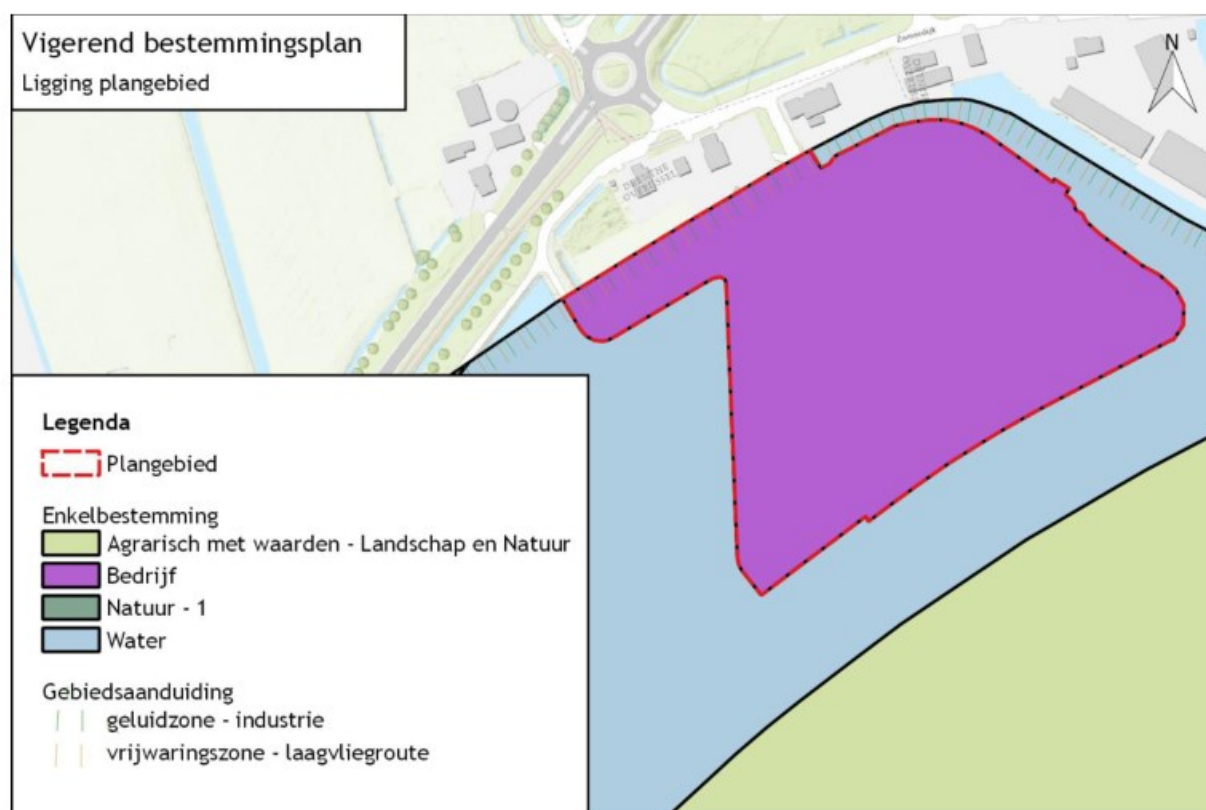 Vigerend bestemmingsplan
Ligging plangebied
Zomerdijk
N
Legenda
Plangebied
Enkelbestemming
Agrarisch met waarden - Landschap en Natuur
Bedrijf
Natuur - 1
Water
Gebiedsaanduiding
geluidzone - industrie
vrijwaringszone - laagvliegroute